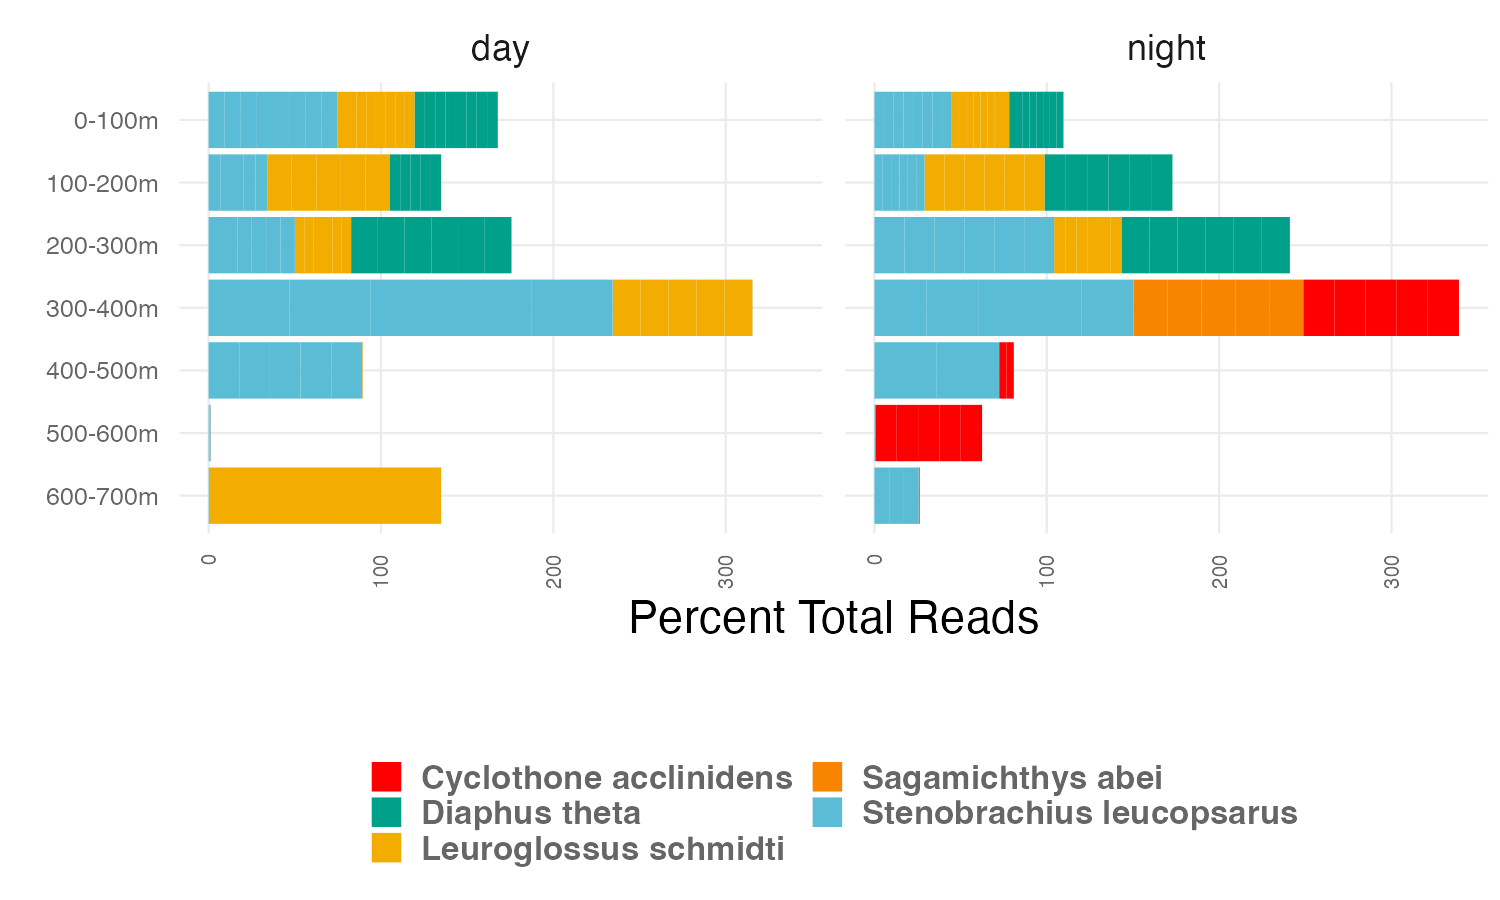 day night
0-100m
100-200m
200-300m
300-400m
400-500m
500-600m
600-700m
0 100 200 300 0 100 200 300
Percent Total Reads
Cyclothone acclinidens Sagamichthys abei
Diaphus theta Stenobrachius leucopsarus
Leuroglossus schmidti